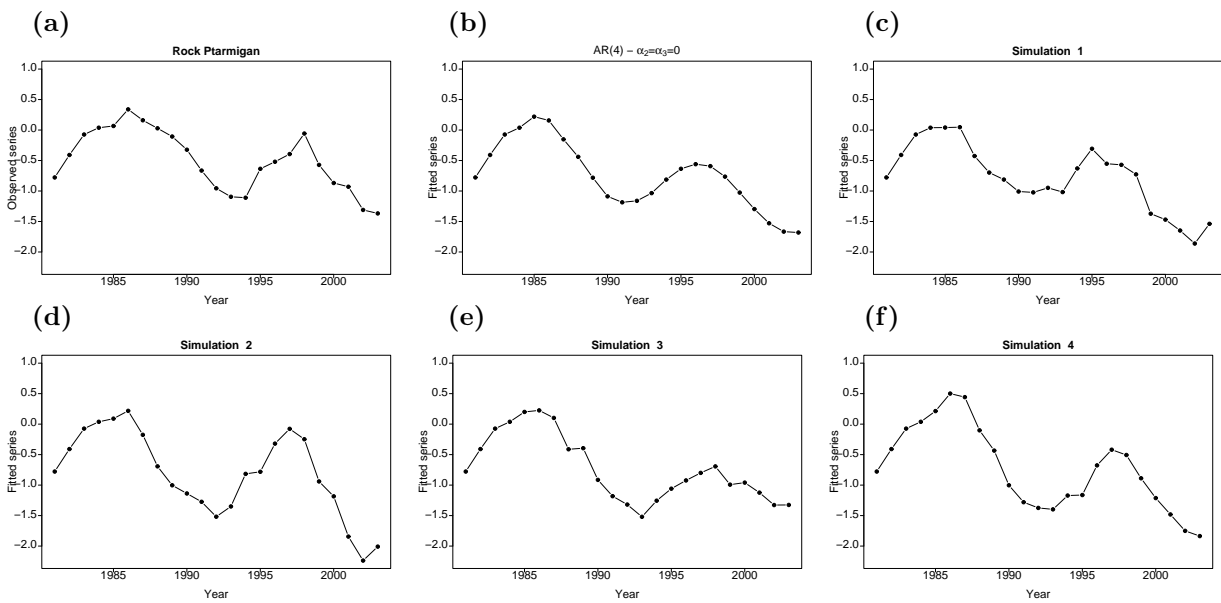 (a)
Rock Ptarmigan
Observed series
1.0
0.5
0.0
−0.5
−1.0
−1.5
−2.0
1985 1990 1995 2000
Year
(b)
AR(4) − α2=α3=0
Fitted series
1.0
0.5
0.0
−0.5
−1.0
−1.5
−2.0
1985 1990 1995 2000
Year
(c)
Simulation 1
Fitted series
1.0
0.5
0.0
−0.5
−1.0
−1.5
−2.0
1985 1990 1995 2000
Year
(d)
Simulation 2
Fitted series
1.0
0.5
0.0
−0.5
−1.0
−1.5
−2.0
1985 1990 1995 2000
Year
(e)
Simulation 3
Fitted series
1.0
0.5
0.0
−0.5
−1.0
−1.5
−2.0
1985 1990 1995 2000
Year
(f)
Simulation 4
Fitted series
1.0
0.5
0.0
−0.5
−1.0
−1.5
−2.0
1985 1990 1995 2000
Year